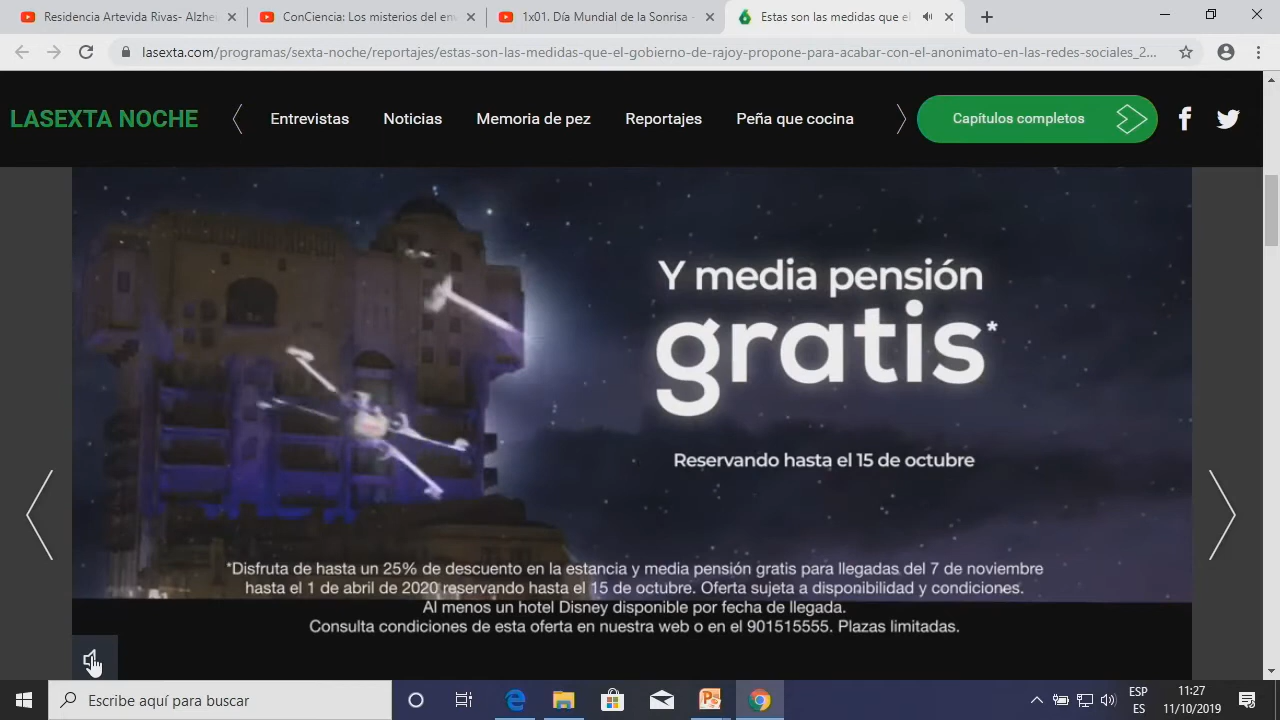 Residencia Artevida Rivas- Alzhe
ConCiencia: Los misterios del en
1x01. Día Mundial de la Sonrisa -
Estas son las medidas que el
lasexta.com/programas/sexta-noche/reportajes/estas-son-las-medidas-que-el-gobierno-de-rajoy-propone-para-acabar-con-el-anonimato-en-las-redes-sociales_2...
LASEXTA NOCHE
Entrevistas
Noticias
Memoria de pez
Reportajes
Peña que cocina
Capítulos completos
Y media pensión
gratis*
Reservando hasta el 15 de octubre
*Disfruta de hasta un 25% de descuento en la estancia y media pensión gratis para llegadas del 7 de noviembre
hasta el 1 de abril de 2020 reservando hasta el 15 de octubre. Oferta sujeta a disponibilidad y condiciones.
Al menos un hotel Disney disponible por fecha de llegada.
Consulta condiciones de esta oferta en nuestra web o en el 901515555. Plazas limitadas.
Escribe aquí para buscar
ESP
ES
11:27
11/10/2019